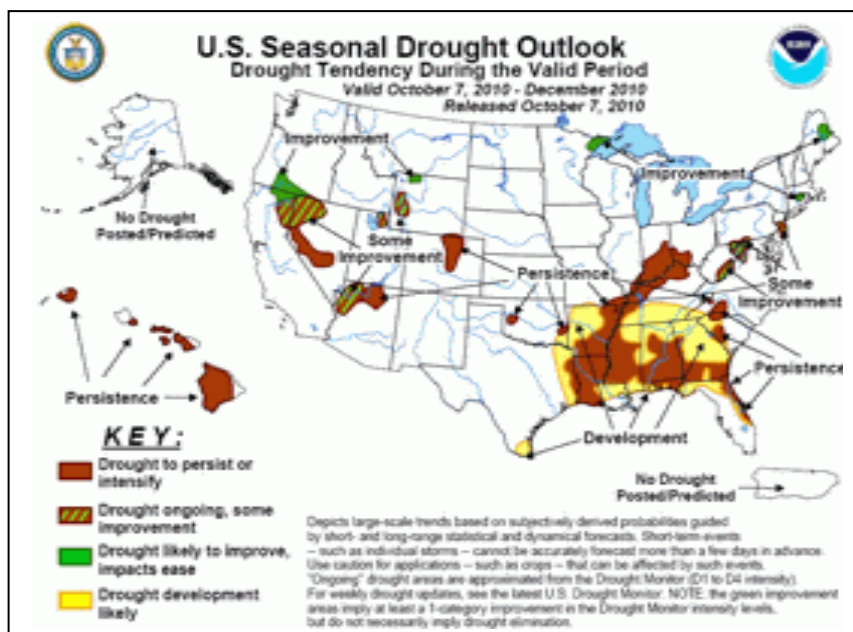 U.S. Seasonal Drought Outlook
Drought Tendency During the Valid Period
Valid October 7, 2010 - December 2010
Released October 7, 2010
Improvement
Improvement
No Drought
Posted/Predicted
Some
Improvement
Persistence
Some
Improvement
Persistence
Persistence
Development
No Drought
Posted/Predicted
KEY:
Drought to persist or
intensify
Drought ongoing, some
improvement
Drought likely to improve,
impacts ease
Drought development
likely
Depicts large-scale trends based on subjectively derived probabilities guided
by short- and long-range statistical and dynamical forecasts. Short-term events
-- such as individual storms -- cannot be accurately forecast more than a few days in advance.
Use caution for applications -- such as crops -- that can be affected by such events.
"Ongoing" drought areas are approximated from the Drought Monitor (D1 to D4 intensity).
For weekly drought updates, see the latest U.S. Drought Monitor. NOTE: the green improvement
areas imply at least a 1-category improvement in the Drought Monitor intensity levels,
but do not necessarily imply drought elimination.